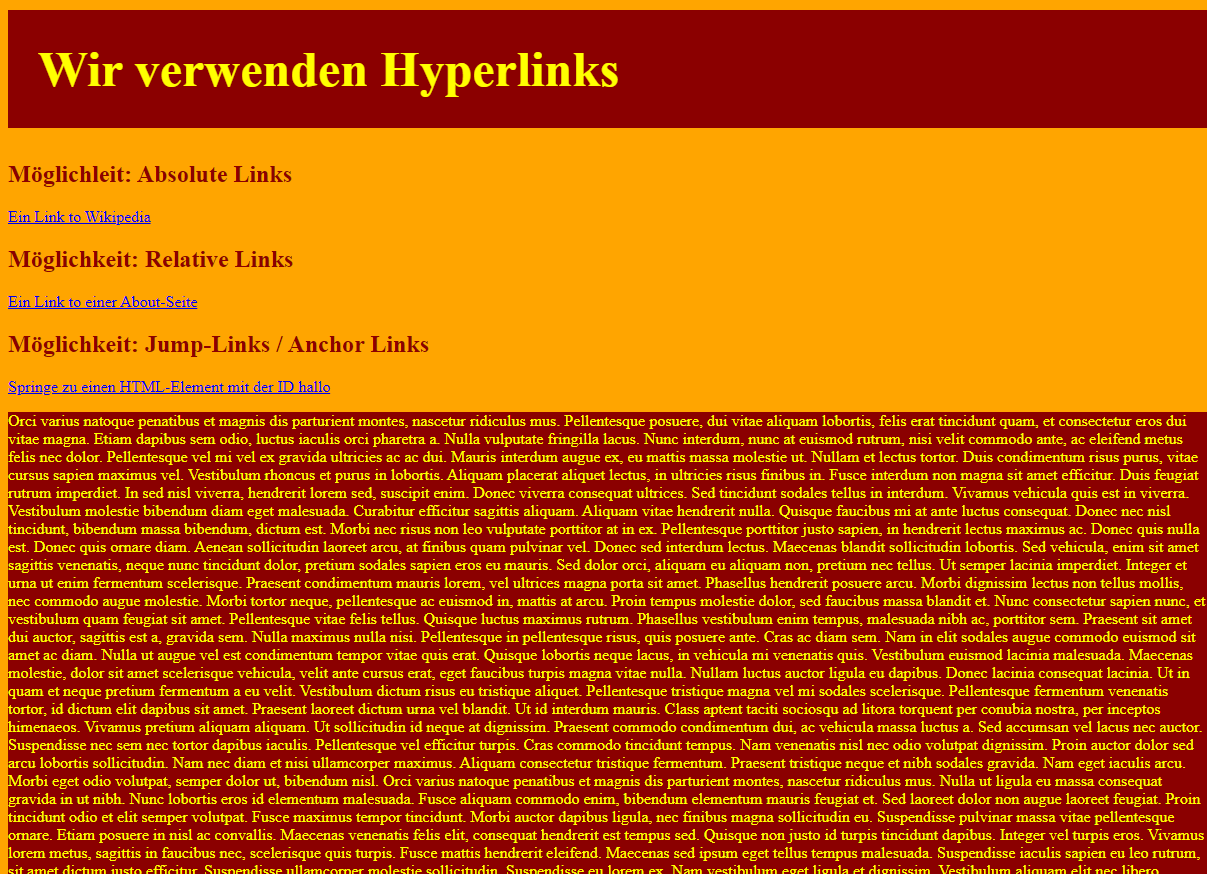 Wir verwenden Hyperlinks
Möglichleit: Absolute Links
Ein Link to Wikipedia
Möglichkeit: Relative Links
Ein Link to einer About-Seite
Möglichkeit: Jump-Links / Anchor Links
Springe zu einen HTML-Element mit der ID hallo
Orci varius natoque penatibus et magnis dis parturient montes, nascetur ridiculus mus. Pellentesque posuere, dui vitae aliquam lobortis, felis erat tincidunt quam, et consectetur eros dui
vitae magna. Etiam dapibus sem odio, luctus iaculis orci pharetra a. Nulla vulputate fringilla lacus. Nunc interdum, nunc at euismod rutrum, nisi velit commodo ante, ac eleifend metus
felis nec dolor. Pellentesque vel mi vel ex gravida ultricies ac ac dui. Mauris interdum augue ex, eu mattis massa molestie ut. Nullam et lectus tortor. Duis condimentum risus purus, vitae
cursus sapien maximus vel. Vestibulum rhoncus et purus in lobortis. Aliquam placerat aliquet lectus, in ultricies risus finibus in. Fusce interdum non magna sit amet efficitur. Duis feugiat
rutrum imperdiet. In sed nisl viverra, hendrerit lorem sed, suscipit enim. Donec viverra consequat ultrices. Sed tincidunt sodales tellus in interdum. Vivamus vehicula quis est in viverra.
Vestibulum molestie bibendum diam eget malesuada. Curabitur efficitur sagittis aliquam. Aliquam vitae hendrerit nulla. Quisque faucibus mi at ante luctus consequat. Donec nec nisl
tincidunt, bibendum massa bibendum, dictum est. Morbi nec risus non leo vulputate porttitor at in ex. Pellentesque porttitor justo sapien, in hendrerit lectus maximus ac. Donec quis nulla
est. Donec quis ornare diam. Aenean sollicitudin laoreet arcu, at finibus quam pulvinar vel. Donec sed interdum lectus. Maecenas blandit sollicitudin lobortis. Sed vehicula, enim sit amet
sagittis venenatis, neque nunc tincidunt dolor, pretium sodales sapien eros eu mauris. Sed dolor orci, aliquam eu aliquam non, pretium nec tellus. Ut semper lacinia imperdiet. Integer et
urna ut enim fermentum scelerisque. Praesent condimentum mauris lorem, vel ultrices magna porta sit amet. Phasellus hendrerit posuere arcu. Morbi dignissim lectus non tellus mollis,
nec commodo augue molestie. Morbi tortor neque, pellentesque ac euismod in, mattis at arcu. Proin tempus molestie dolor, sed faucibus massa blandit et. Nunc consectetur sapien nunc, et
vestibulum quam feugiat sit amet. Pellentesque vitae felis tellus. Quisque luctus maximus rutrum. Phasellus vestibulum enim tempus, malesuada nibh ac, porttitor sem. Praesent sit amet
dui auctor, sagittis est a, gravida sem. Nulla maximus nulla nisi. Pellentesque in pellentesque risus, quis posuere ante. Cras ac diam sem. Nam in elit sodales augue commodo euismod sit
amet ac diam. Nulla ut augue vel est condimentum tempor vitae quis erat. Quisque lobortis neque lacus, in vehicula mi venenatis quis. Vestibulum euismod lacinia malesuada. Maecenas
molestie, dolor sit amet scelerisque vehicula, velit ante cursus erat, eget faucibus turpis magna vitae nulla. Nullam luctus auctor ligula eu dapibus. Donec lacinia consequat lacinia. Ut in
quam et neque pretium fermentum a eu velit. Vestibulum dictum risus eu tristique aliquet. Pellentesque tristique magna vel mi sodales scelerisque. Pellentesque fermentum venenatis
tortor, id dictum elit dapibus sit amet. Praesent laoreet dictum urna vel blandit. Ut id interdum mauris. Class aptent taciti sociosqu ad litora torquent per conubia nostra, per inceptos
himenaeos. Vivamus pretium aliquam aliquam. Ut sollicitudin id neque at dignissim. Praesent commodo condimentum dui, ac vehicula massa luctus a. Sed accumsan vel lacus nec auctor.
Suspendisse nec sem nec tortor dapibus iaculis. Pellentesque vel efficitur turpis. Cras commodo tincidunt tempus. Nam venenatis nisl nec odio volutpat dignissim. Proin auctor dolor sed
arcu lobortis sollicitudin. Nam nec diam et nisi ullamcorper maximus. Aliquam consectetur tristique fermentum. Praesent tristique neque et nibh sodales gravida. Nam eget iaculis arcu.
Morbi eget odio volutpat, semper dolor ut, bibendum nisl. Orci varius natoque penatibus et magnis dis parturient montes, nascetur ridiculus mus. Nulla ut ligula eu massa consequat
gravida in ut nibh. Nunc lobortis eros id elementum malesuada. Fusce aliquam commodo enim, bibendum elementum mauris feugiat et. Sed laoreet dolor non augue laoreet feugiat. Proin
tincidunt odio et elit semper volutpat. Fusce maximus tempor tincidunt. Morbi auctor dapibus ligula, nec finibus magna sollicitudin eu. Suspendisse pulvinar massa vitae pellentesque
ornare. Etiam posuere in nisl ac convallis. Maecenas venenatis felis elit, consequat hendrerit est tempus sed. Quisque non justo id turpis tincidunt dapibus. Integer vel turpis eros. Vivamus
lorem metus, sagittis in faucibus nec, scelerisque quis turpis. Fusce mattis hendrerit eleifend. Maecenas sed ipsum eget tellus tempus malesuada. Suspendisse iaculis sapien eu leo rutrum,
sit amet dictum justo efficitur. Suspendisse ullamcorper molestie sollicitudin. Suspendisse eu lorem ex. Nam vestibulum eget ligula et dignissim. Vestibulum aliquam elit nec libero